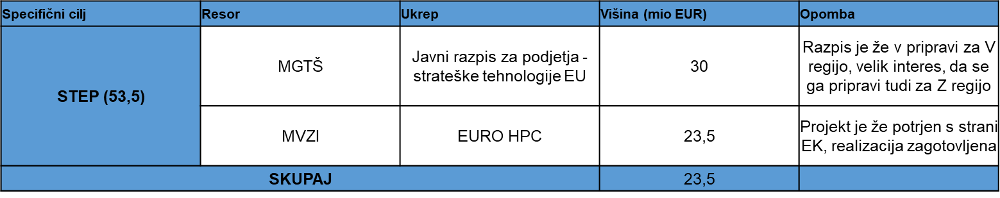 Specifični cilj
Resor
Ukrep
Višina (mio EUR)
Opomba
STEP (53,5)
MGTŠ
Javni razpis za podjetja -
strateške tehnologije EU
30
Razpis je že v pripravi za V
regijo, velik interes, da se
ga pripravi tudi za Z regijo
MVZI
EURO HPC
23,5
Projekt je že potrjen s strani
EK, realizacija zagotovljena
SKUPAJ
23,5